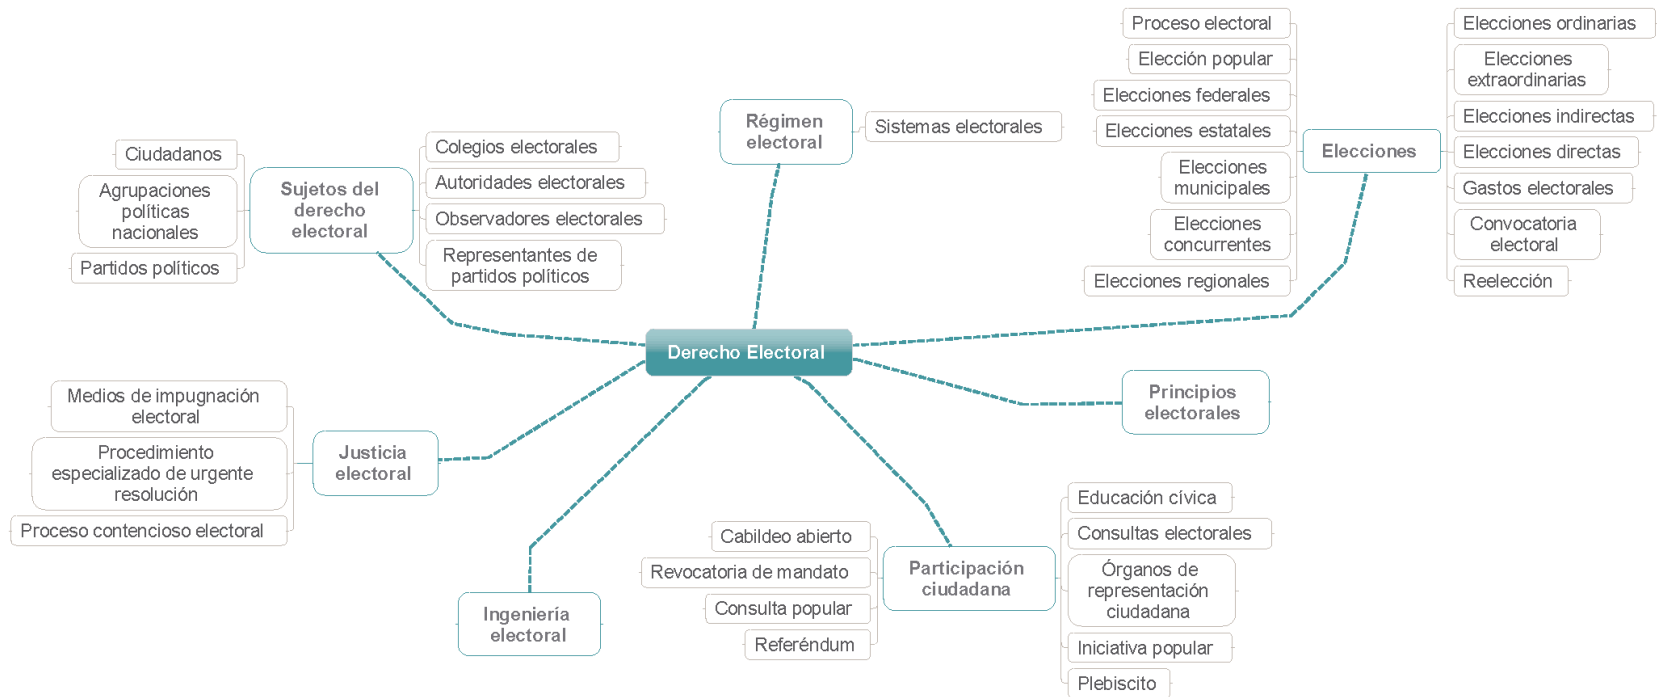 Derecho Electoral
Sujetos del
derecho
electoral
Ciudadanos
Agrupaciones
políticas
nacionales
Partidos políticos
Colegios electorales
Autoridades electorales
Observadores electorales
Representantes de
partidos políticos
Régimen
electoral
Sistemas electorales
Elecciones
Proceso electoral
Elección popular
Elecciones federales
Elecciones estatales
Elecciones
municipales
Elecciones
concurrentes
Elecciones regionales
Elecciones ordinarias
Elecciones
extraordinarias
Elecciones indirectas
Elecciones directas
Gastos electorales
Convocatoria
electoral
Reelección
Principios
electorales
Justicia
electoral
Medios de impugnación
electoral
Procedimiento
especializado de urgente
resolución
Proceso contencioso electoral
Ingeniería
electoral
Participación
ciudadana
Cabildeo abierto
Revocatoria de mandato
Consulta popular
Referéndum
Educación cívica
Consultas electorales
Órganos de
representación
ciudadana
Iniciativa popular
Plebiscito